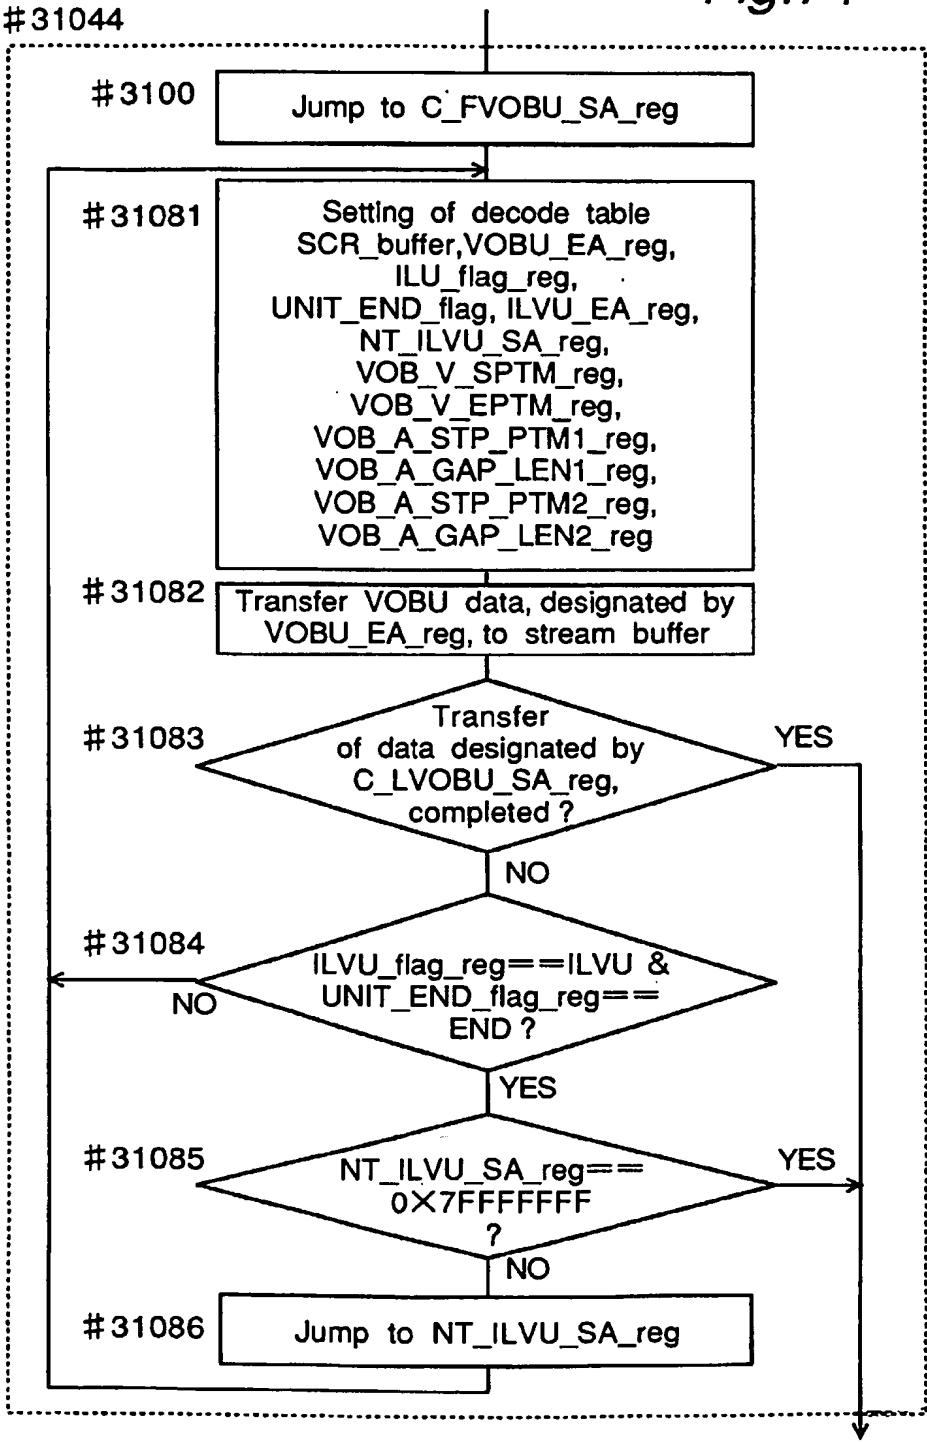 #31044
#3100
Jump to C_FVOBU_SA_reg
#31081
Setting of decode table
SCR_buffer,VOBU_EA_reg,
ILU_flag_reg,
UNIT_END_flag, ILVU_EA_reg,
NT_ILVU_SA_reg,
VOB_V_SPTM_reg,
VOB_V_EPTM_reg,
VOB_A_STP_PTM1_reg,
VOB_A_GAP_LEN1_reg,
VOB_A_STP_PTM2_reg,
VOB_A_GAP_LEN2_reg
#31082
Transfer VOBU data, designated by
VOBU_EA_reg, to stream buffer
#31083
Transfer
of data designated by
C_LVOBU_SA_reg,
completed ?
YES
NO
#31084
ILVU_flag_reg==ILVU &
UNIT_END_flag_reg==
END ?
NO
YES
#31085
NT_ILVU_SA_reg==
0X7FFFFFFF
?
YES
NO
#31086
Jump to NT_ILVU_SA_reg